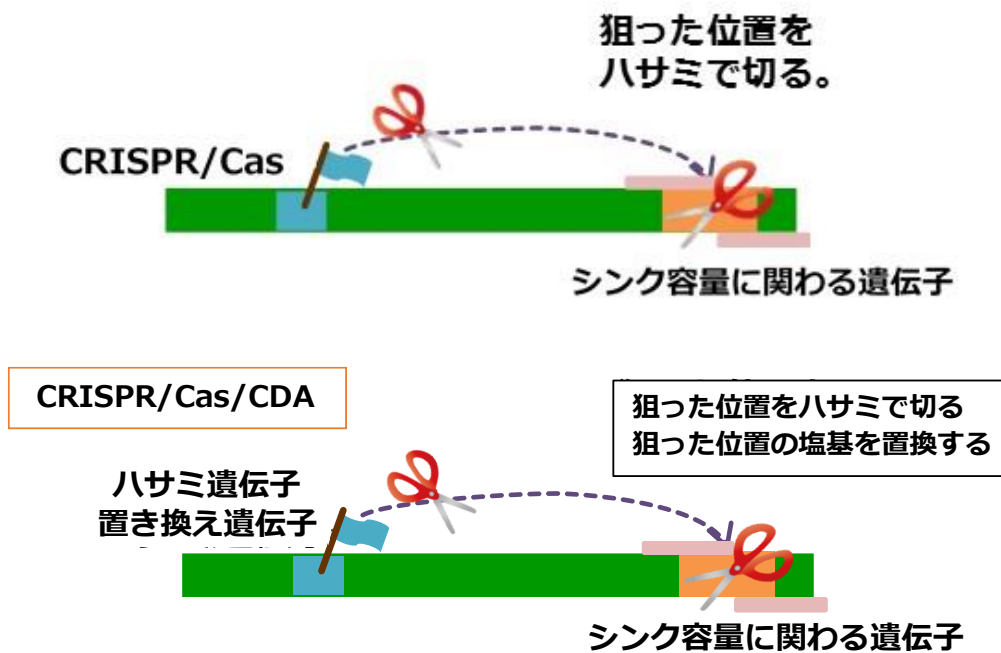 狙った位置を
ハサミで切る。
CRISPR/Cas
シンク容量に関わる遺伝子
CRISPR/Cas/CDA
狙った位置をハサミで切る
狙った位置の塩基を置換する
ハサミ遺伝子
置き換え遺伝子
シンク容量に関わる遺伝子